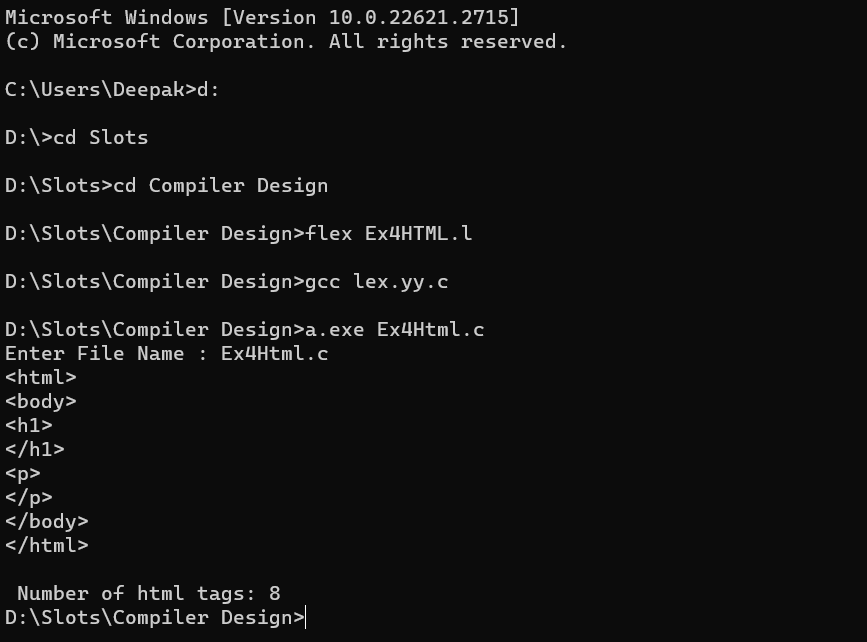 Microsoft Windows [Version 10.0.22621.2715]
(c) Microsoft Corporation. All rights reserved.
C:\Users\Deepak>d:
D:\>cd Slots
D:\Slots>cd Compiler Design
D:\Slots\Compiler Design>flex Ex4HTML.l
D:\Slots\Compiler Design>gcc lex.yy.c
D:\Slots\Compiler Design>a.exe Ex4Html.c
Enter File Name : Ex4Html.c
<html>
<body>
<h1>
</h1>
<p>
</p>
</body>
</html>
Number of html tags: 8
D:\Slots\Compiler Design>